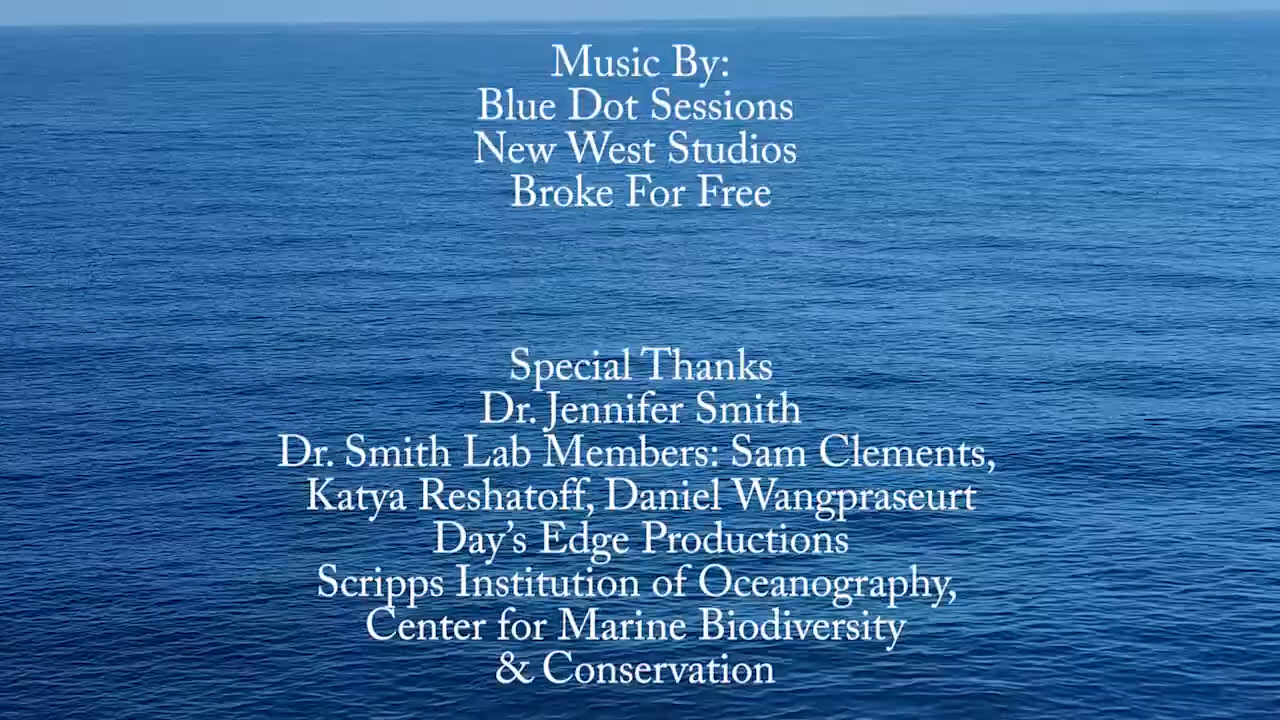 Music By:
Blue Dot Sessions
New West Studios
Broke For Free
Special Thanks
Dr. Jennifer Smith
Dr. Smith Lab Members: Sam Clements,
Katya Reshatoff, Daniel Wangpraseurt
Day's Edge Productions
Scripps Institution of Oceanography,
Center for Marine Biodiversity
& Conservation